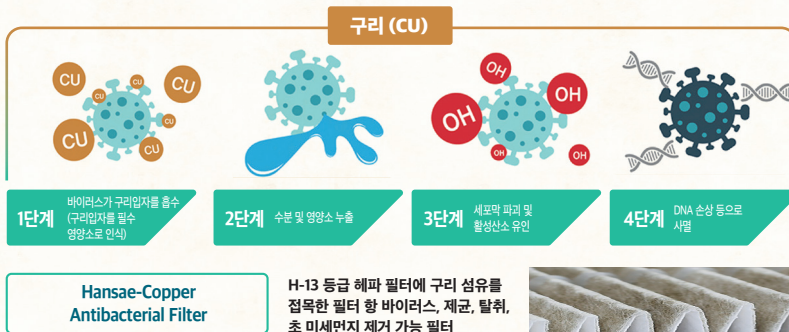 구리 (CU)
CU
CU
CU
CU
CU
CU
OH
OH
OH
OH
OH
1단계
바이러스가 구리입자를 흡수
(구리입자를 필수
영양소로 인식)
2단계
수분 및 영양소 누출
3단계
세포막 파괴 및
활성산소 유인
4단계
DNA 손상 등으로
사멸
Hansae-Copper
Antibacterial Filter
H-13 등급 헤파 필터에 구리 섬유를
접목한 필터 항 바이러스, 제균, 탈취,
초 미세먼지 제거 가능 필터